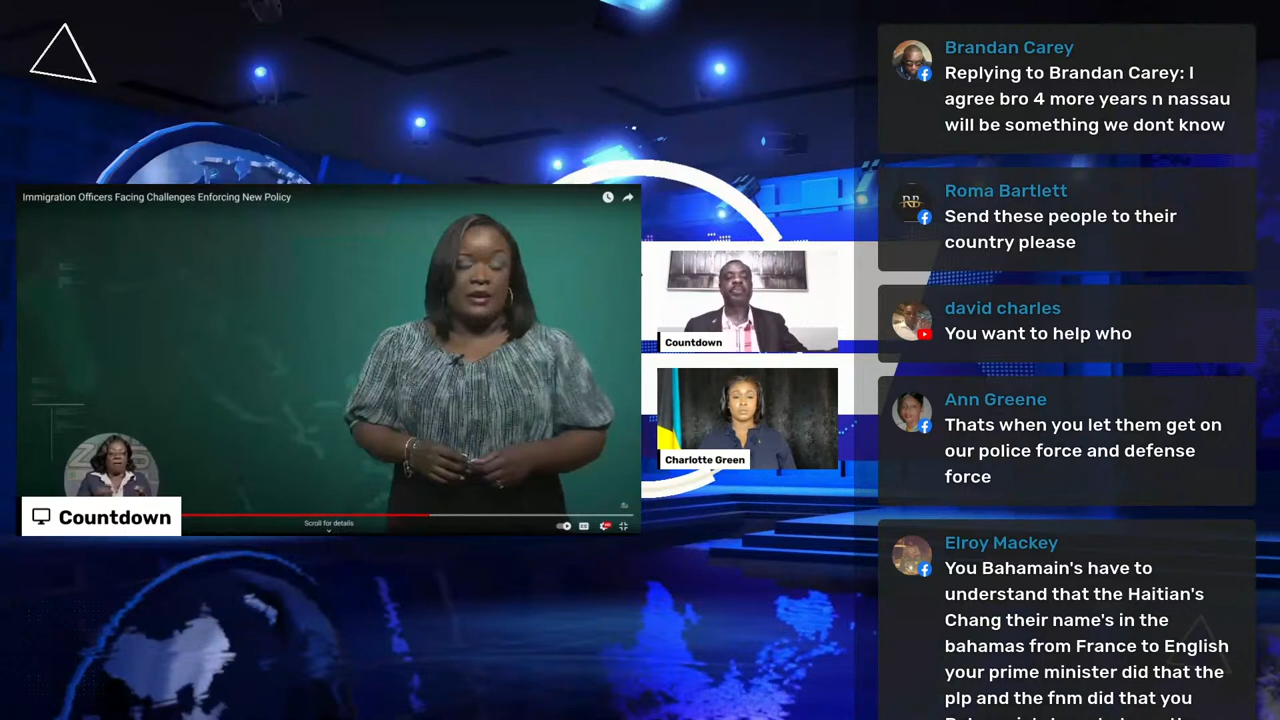 Immigration Officers Facing Challenges Enforcing New Policy
Countdown
Scroll for details
Countdown
Charlotte Green
Brandan Carey
Replying to Brandan Carey: I
agree bro 4 more years n nassau
will be something we dont know
Roma Bartlett
Send these people to their
country please
david charles
You want to help who
Ann Greene
Thats when you let them get on
our police force and defense
force
Elroy Mackey
You Bahamain's have to
understand that the Haitian's
Chang their name's in the
bahamas from France to English
your prime minister did that the
plp and the fnm did that you